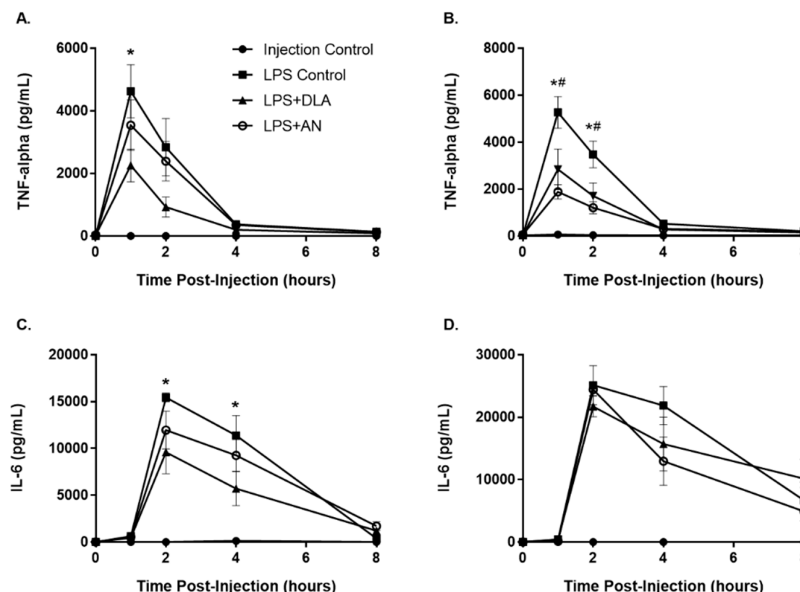 A.
TNF-alpha (pg/mL)
6000
4000
2000
0
*
Injection Control
LPS Control
LPS+DLA
LPS+AN
0 2 4 6 8
Time Post-Injection (hours)
B.
TNF-alpha (pg/mL)
8000
6000
4000
2000
0
*#
*#
0 2 4 6
Time Post-Injection (hours)
C.
IL-6 (pg/mL)
20000
15000
10000
5000
0
*
*
0 2 4 6 8
Time Post-Injection (hours)
D.
IL-6 (pg/mL)
30000
20000
10000
0
0 2 4 6
Time Post-Injection (hours)